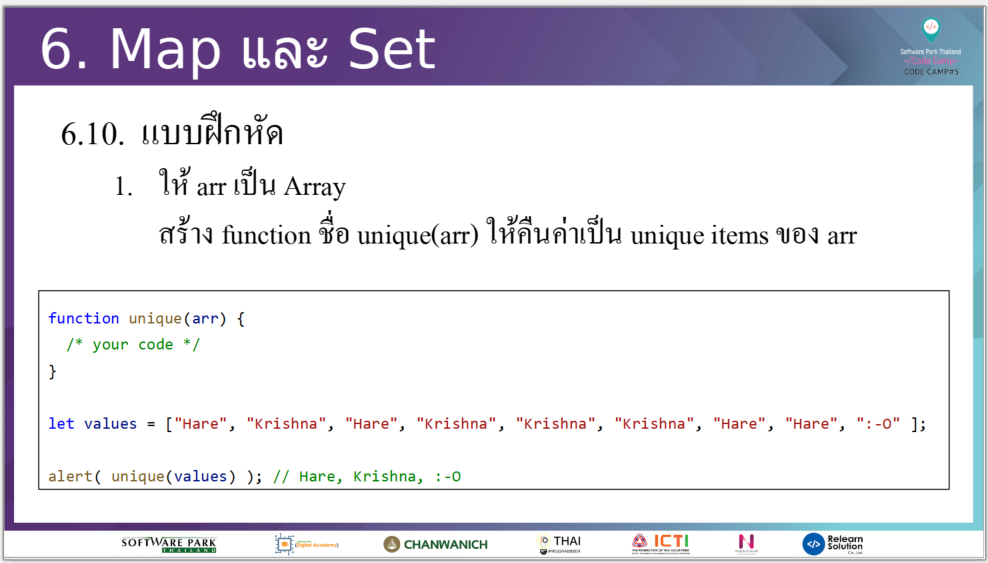 6. Map และ Set
Software Park Thailand
CODE CAMP#5
6.10. แบบฝึกหัด
1. ให้ arr เป็น Array
สร้าง function ชื่อ unique(arr) ให้คืนค่าเป็น unique items ของ arr
function unique(arr) {
/* your code */
}
let values = ["Hare", "Krishna", "Hare", "Krishna", "Krishna", "Krishna", "Hare", "Hare", ":-O" ];
alert( unique(values) ); // Hare, Krishna, :-O
SOFTWARE PARK
THAILAND
Digital Academy
CHANWANICH
THAI
PROGRAMMER
ICTI
N
Relearn
Solution
Co.,Ltd.